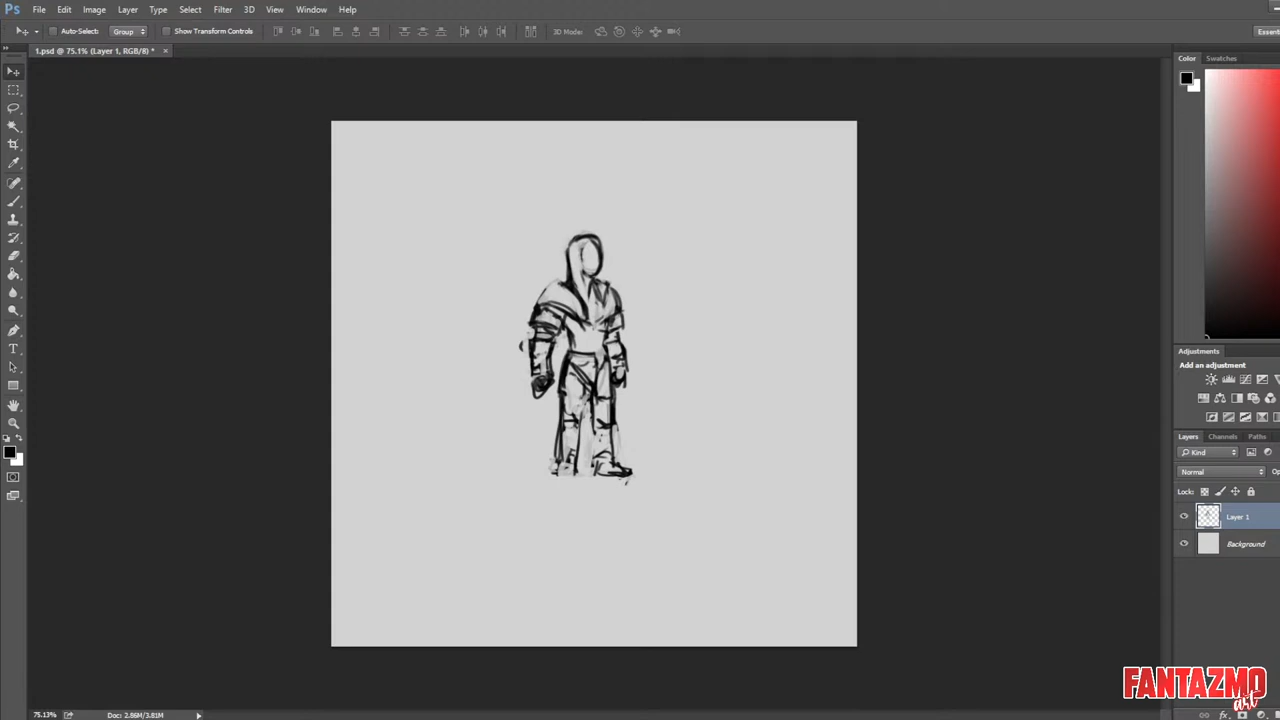 Ps File Edit Image Layer Type Select Filter 3D View Window Help
Auto-Select: Group Show Transform Controls 3D Mode: Essent
1.psd @ 75.1% (Layer 1, RGB/8) * ×
Color Swatches
Adjustments
Add an adjustment
Layers Channels Paths
Kind
Normal Op
Lock:
Layer 1
Background
FANTAZMO
art
75.13% Doc: 2.86M/3.81M